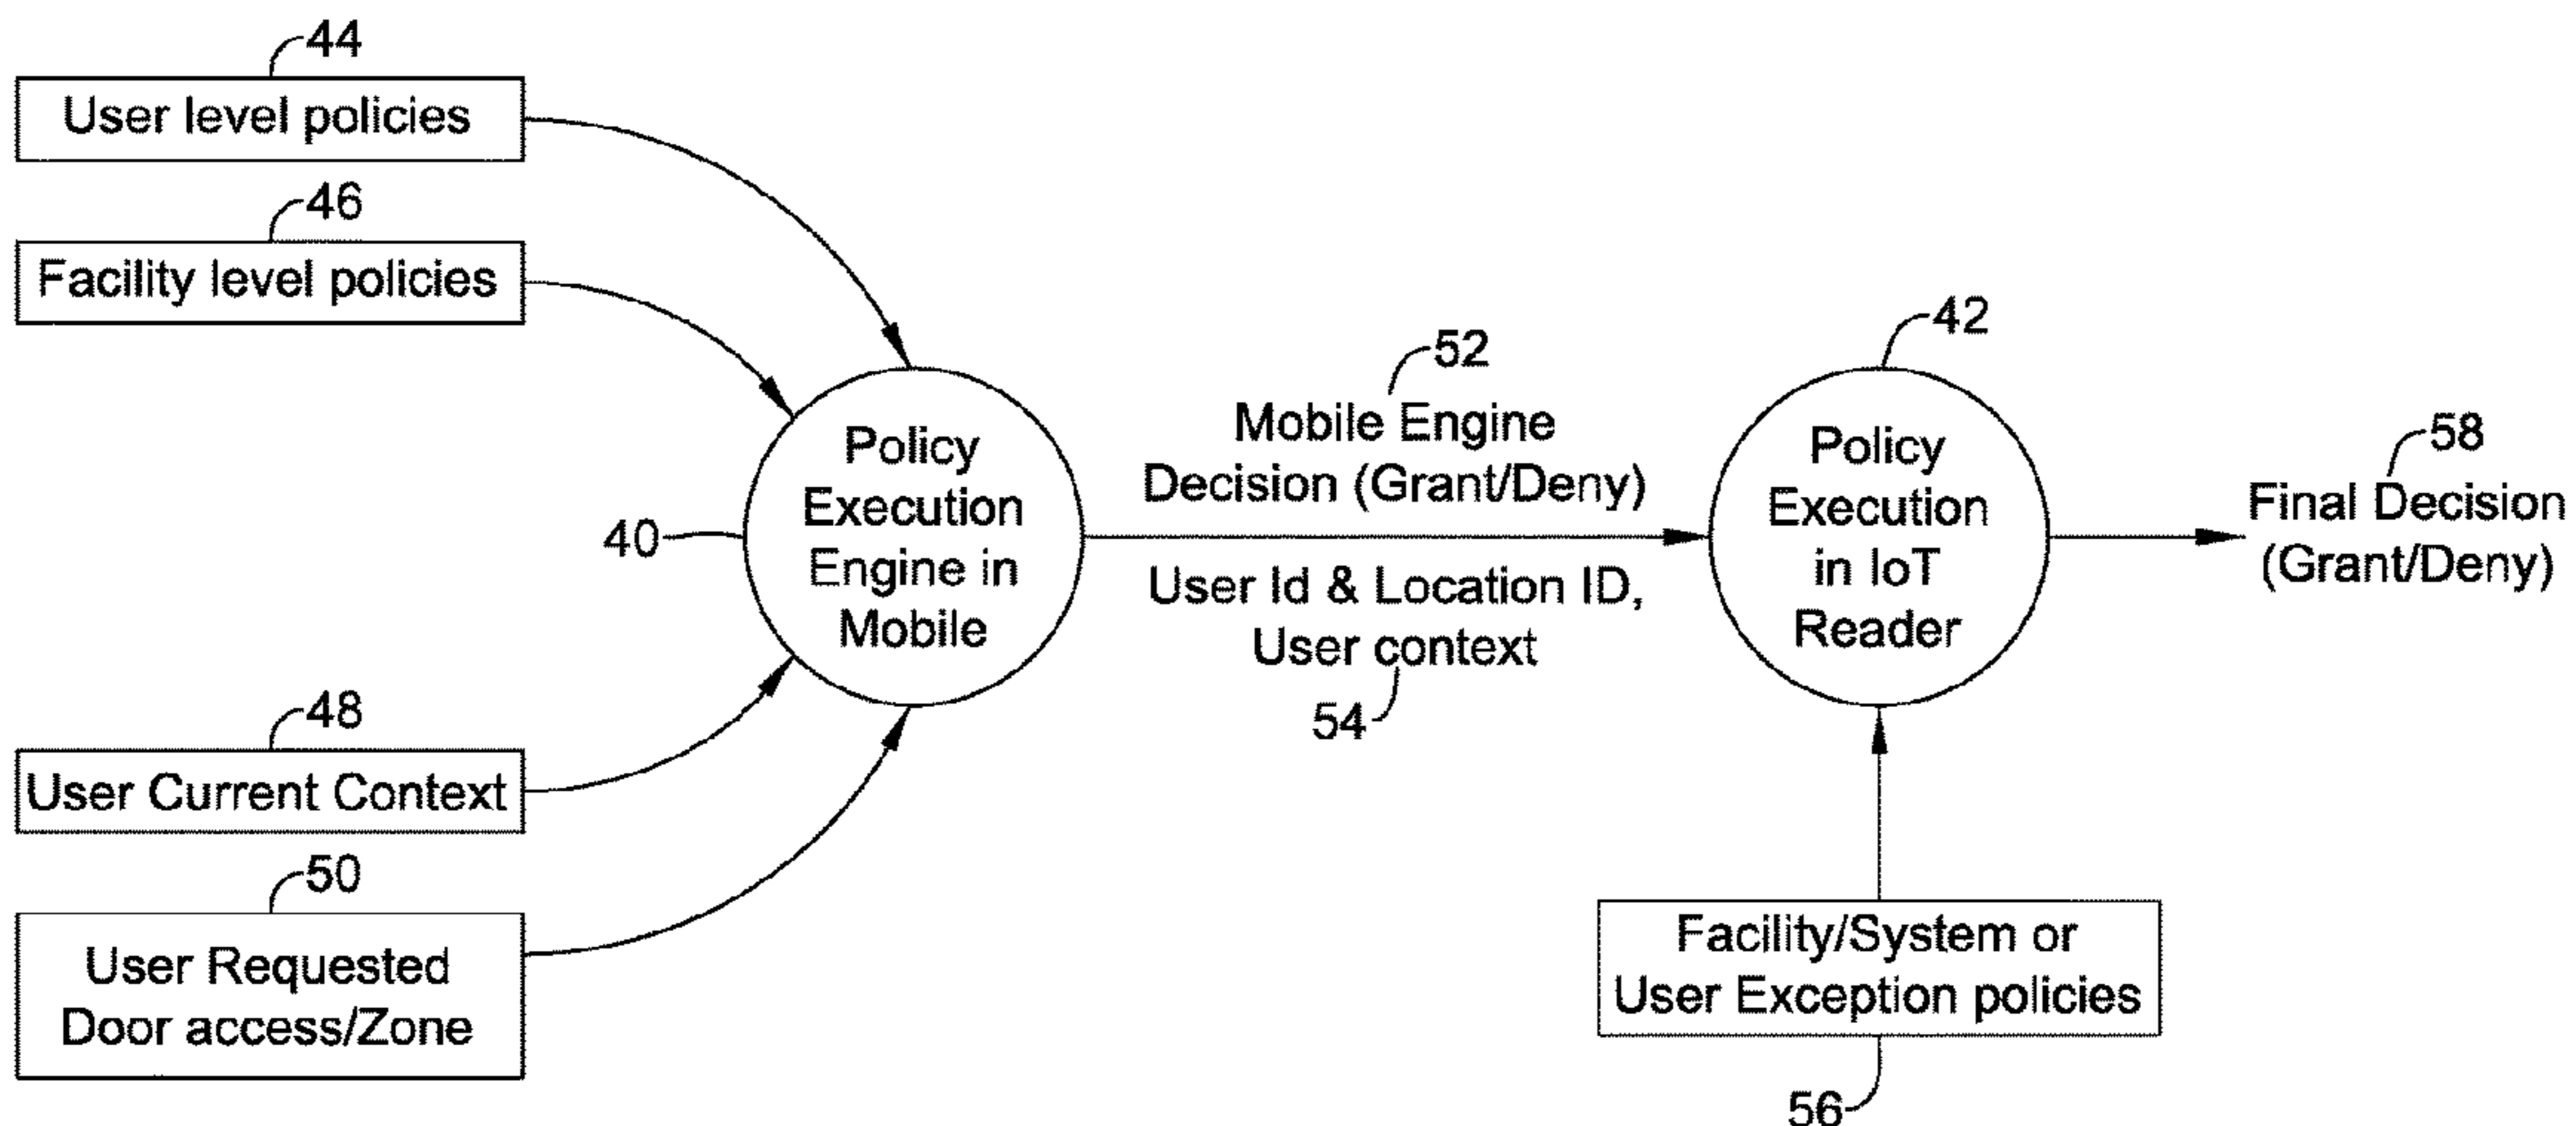 44
User level policies
46
Facility level policies
48
User Current Context
50
User Requested
Door access/Zone
40
Policy
Execution
Engine in
Mobile
52
Mobile Engine
Decision (Grant/Deny)
User Id & Location ID,
User context
54
42
Policy
Execution
in IoT
Reader
Facility/System or
User Exception policies
56
58
Final Decision
(Grant/Deny)